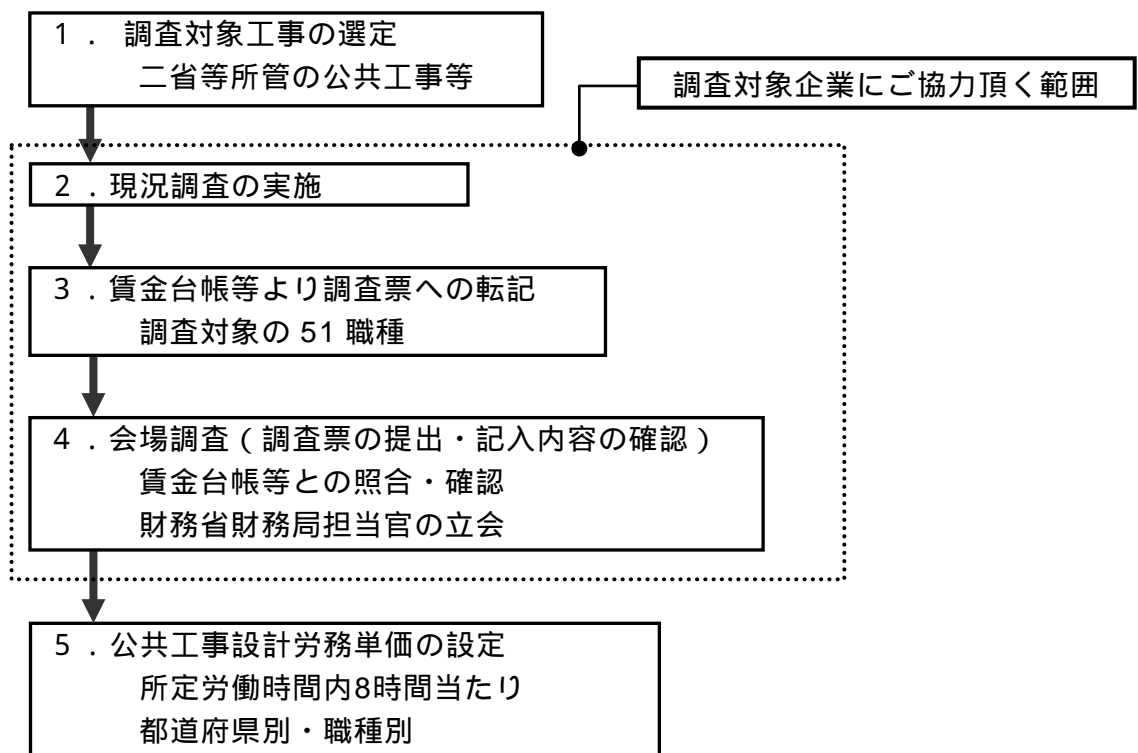 １．調査対象工事の選定
二省等所管の公共工事等
調査対象企業にご協力頂く範囲
２．現況調査の実施
３．賃金台帳等より調査票への転記
調査対象の 51 職種
４．会場調査（調査票の提出・記入内容の確認）
賃金台帳等との照合・確認
財務省財務局担当官の立会
５．公共工事設計労務単価の設定
所定労働時間内8時間当たり
都道府県別・職種別